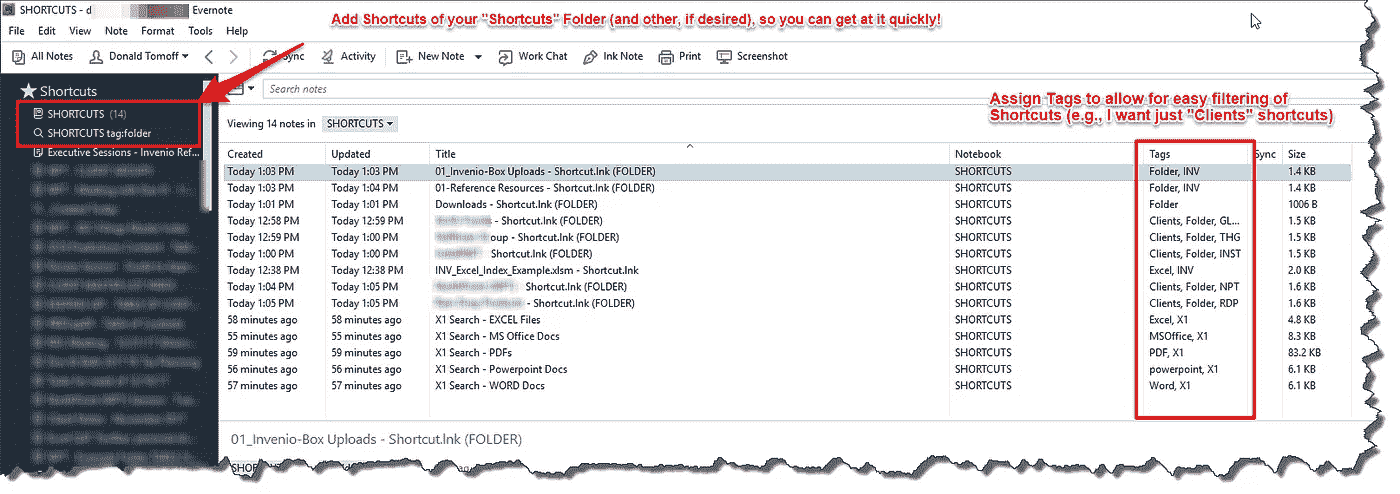 SHORTCUTS - d Evernote
Add Shortcuts of your "Shortcuts" Folder (and other, if desired), so you can get at it quickly!
File Edit View Note Format Tools Help
All Notes Donald Tomoff Sync Activity New Note Work Chat Ink Note Print Screenshot
Shortcuts
Search notes
SHORTCUTS (14)
SHORTCUTS tag:folder
Executive Sessions - Invenio Ref...
Assign Tags to allow for easy filtering of
Shortcuts (e.g., I want just "Clients" shortcuts)
Viewing 14 notes in SHORTCUTS
Created Updated Title Notebook Tags Sync Size
Today 1:03 PM Today 1:03 PM 01_Invenio-Box Uploads - Shortcut.lnk (FOLDER) SHORTCUTS Folder, INV 1.4 KB
Today 1:03 PM Today 1:04 PM 01-Reference Resources - Shortcut.lnk (FOLDER) SHORTCUTS Folder, INV 1.4 KB
Today 1:01 PM Today 1:01 PM Downloads - Shortcut.lnk (FOLDER) SHORTCUTS Folder 1006 B
Today 12:58 PM Today 12:59 PM - Shortcut.lnk (FOLDER) SHORTCUTS Clients, Folder, GL... 1.5 KB
Today 12:59 PM Today 1:00 PM oup - Shortcut.lnk (FOLDER) SHORTCUTS Clients, Folder, THG 1.5 KB
Today 1:00 PM Today 1:00 PM - Shortcut.lnk (FOLDER) SHORTCUTS Clients, Folder, INST 1.5 KB
Today 12:38 PM Today 12:38 PM INV_Excel_Index_Example.xlsm - Shortcut.lnk SHORTCUTS Excel, INV 2.0 KB
Today 1:04 PM Today 1:05 PM - Shortcut.lnk (FOLDER) SHORTCUTS Clients, Folder, NPT 1.6 KB
Today 1:05 PM Today 1:05 PM - Shortcut.lnk (FOLDER) SHORTCUTS Clients, Folder, RDP 1.6 KB
58 minutes ago 58 minutes ago X1 Search - EXCEL Files SHORTCUTS Excel, X1 4.8 KB
55 minutes ago 55 minutes ago X1 Search - MS Office Docs SHORTCUTS MSOffice, X1 8.3 KB
59 minutes ago 59 minutes ago X1 Search - PDFs SHORTCUTS PDF, X1 83.2 KB
56 minutes ago 56 minutes ago X1 Search - Powerpoint Docs SHORTCUTS powerpoint, X1 6.1 KB
57 minutes ago 57 minutes ago X1 Search - WORD Docs SHORTCUTS Word, X1 6.1 KB
01_Invenio-Box Uploads - Shortcut.lnk (FOLDER)